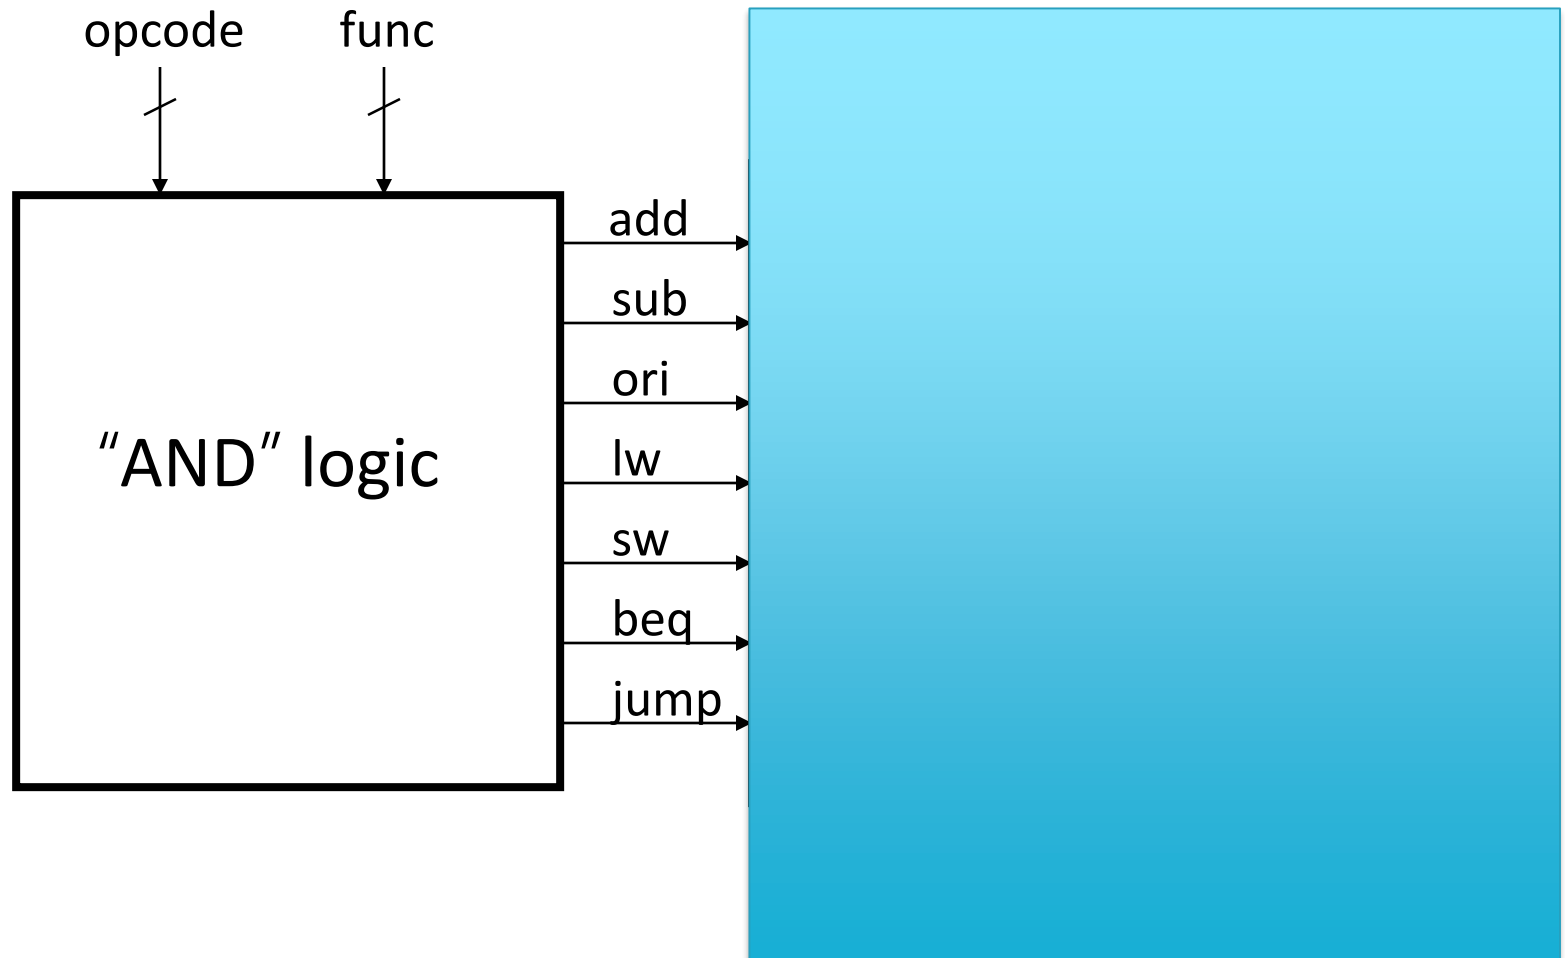 opcode func
add
sub
ori
"AND" logic
lw
sw
beq
jump